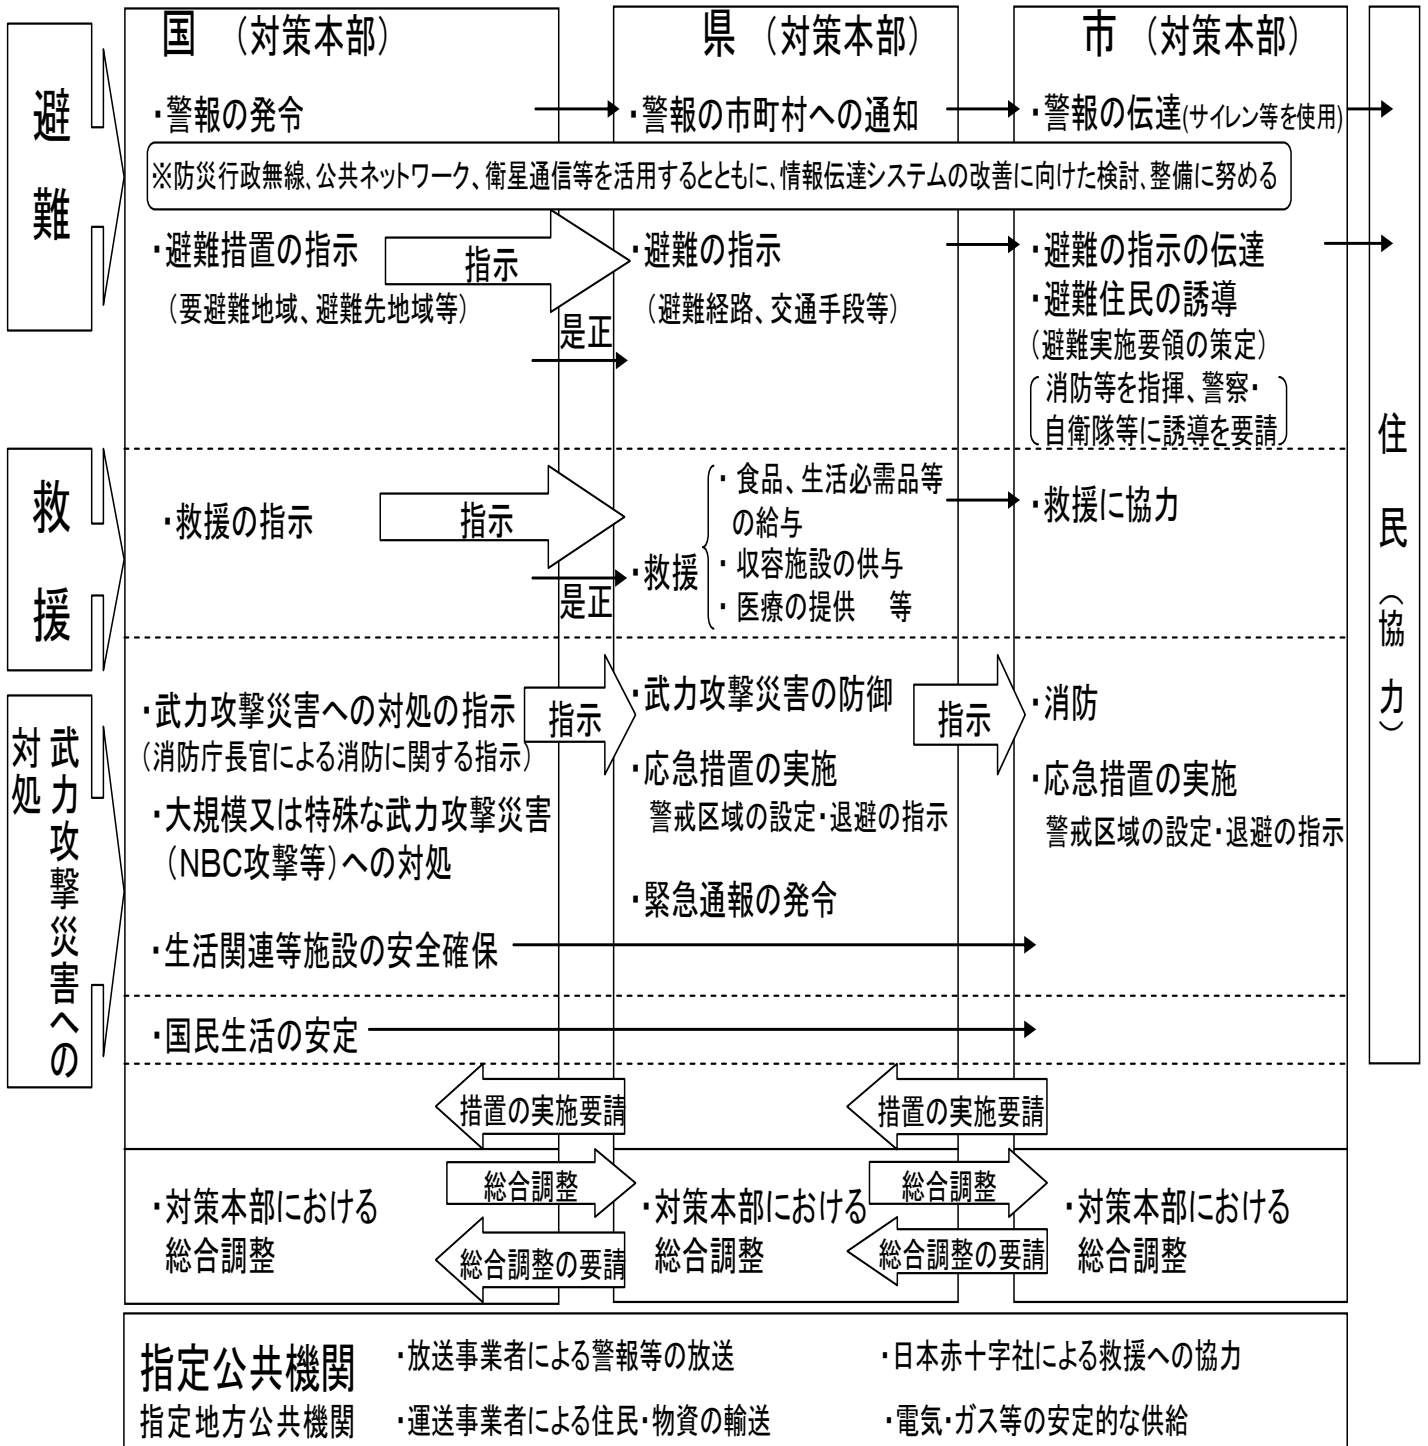 国 （対策本部）
県 （対策本部）
市 （対策本部）
避難
・警報の発令
・警報の市町村への通知
・警報の伝達(サイレン等を使用)
※防災行政無線、公共ネットワーク、衛星通信等を活用するとともに、情報伝達システムの改善に向けた検討、整備に努める
・避難措置の指示
指示
・避難の指示
・避難の指示の伝達
（要避難地域、避難先地域等）
（避難経路、交通手段等）
・避難住民の誘導
是正
（避難実施要領の策定）
消防等を指揮、警察・
自衛隊等に誘導を要請
住民（協力）
救援
・救援の指示
指示
是正
・救援
・食品、生活必需品等
の給与
・収容施設の供与
・医療の提供 等
・救援に協力
武力攻撃災害への
対処
・武力攻撃災害への対処の指示
（消防庁長官による消防に関する指示）
指示
・武力攻撃災害の防御
指示
・消防
・大規模又は特殊な武力攻撃災害
（NBC攻撃等）への対処
・応急措置の実施
警戒区域の設定・退避の指示
・応急措置の実施
警戒区域の設定・退避の指示
・緊急通報の発令
・生活関連等施設の安全確保
・国民生活の安定
措置の実施要請
措置の実施要請
・対策本部における
総合調整
総合調整
総合調整の要請
・対策本部における
総合調整
総合調整
総合調整の要請
・対策本部における
総合調整
指定公共機関
指定地方公共機関
・放送事業者による警報等の放送
・日本赤十字社による救援への協力
・運送事業者による住民・物資の輸送
・電気・ガス等の安定的な供給